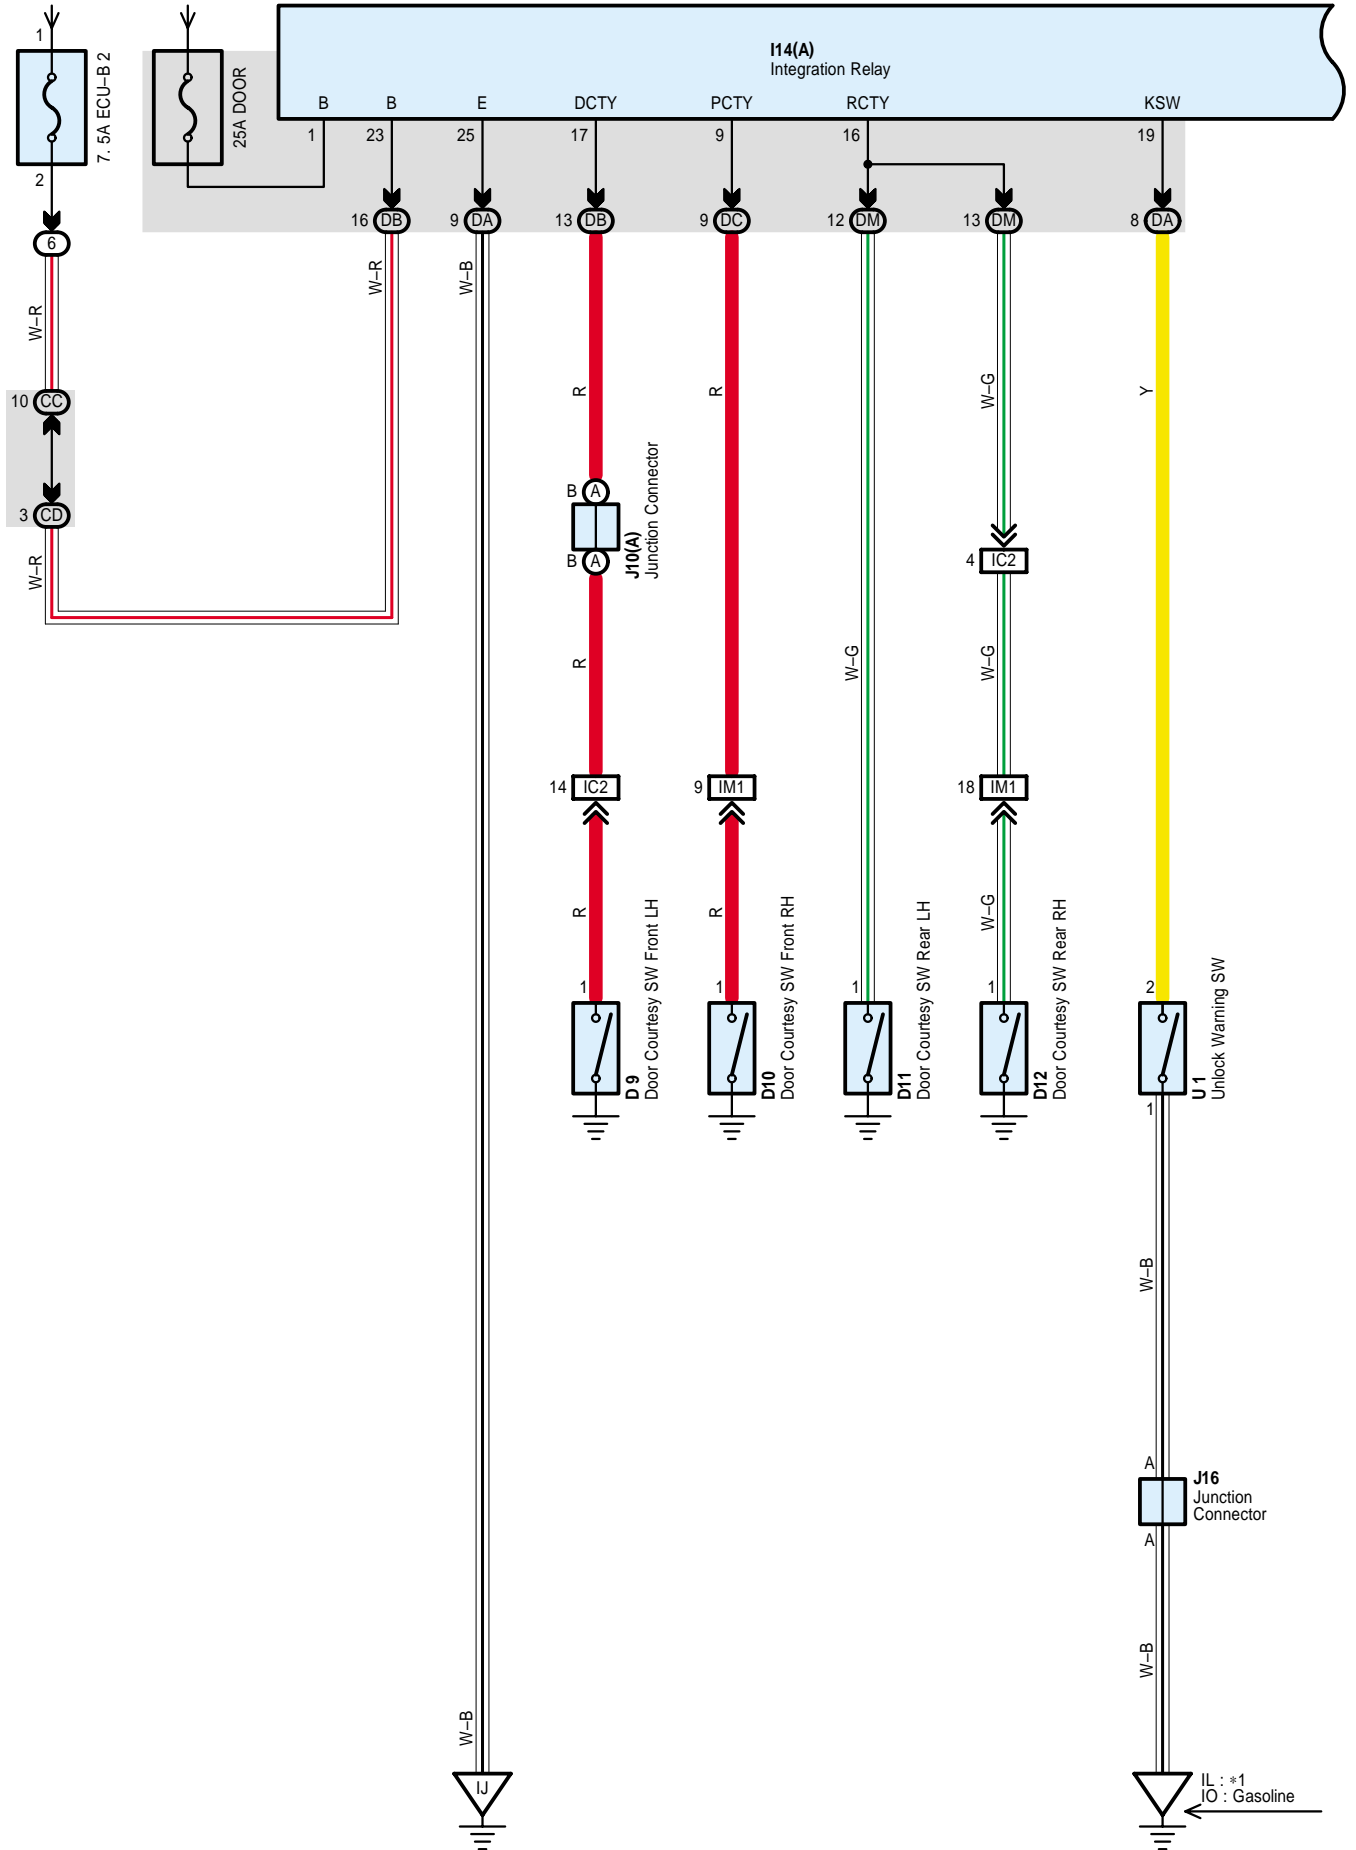 1
7. 5A ECU–B 2
2
6
W–R
10 CC
3 CD
W–R
25A DOOR
I14(A)
Integration Relay
B B E DCTY PCTY RCTY KSW
1 23 25 17 9 16 19
16 DB 9 DA 13 DB 9 DC 12 DM 13 DM 8 DA
W–R W–B
R R W–G Y
B A
J10(A)
Junction Connector
B A
4 IC2
R W–G W–G
14 IC2 9 IM1 18 IM1
R R W–G
1 1 1 1 2
D 9
Door Courtesy SW Front LH
D10
Door Courtesy SW Front RH
D11
Door Courtesy SW Rear LH
D12
Door Courtesy SW Rear RH
U 1
Unlock Warning SW
1
W–B
A
J16
Junction
Connector
A
W–B
W–B
IJ
IL : *1
IO : Gasoline